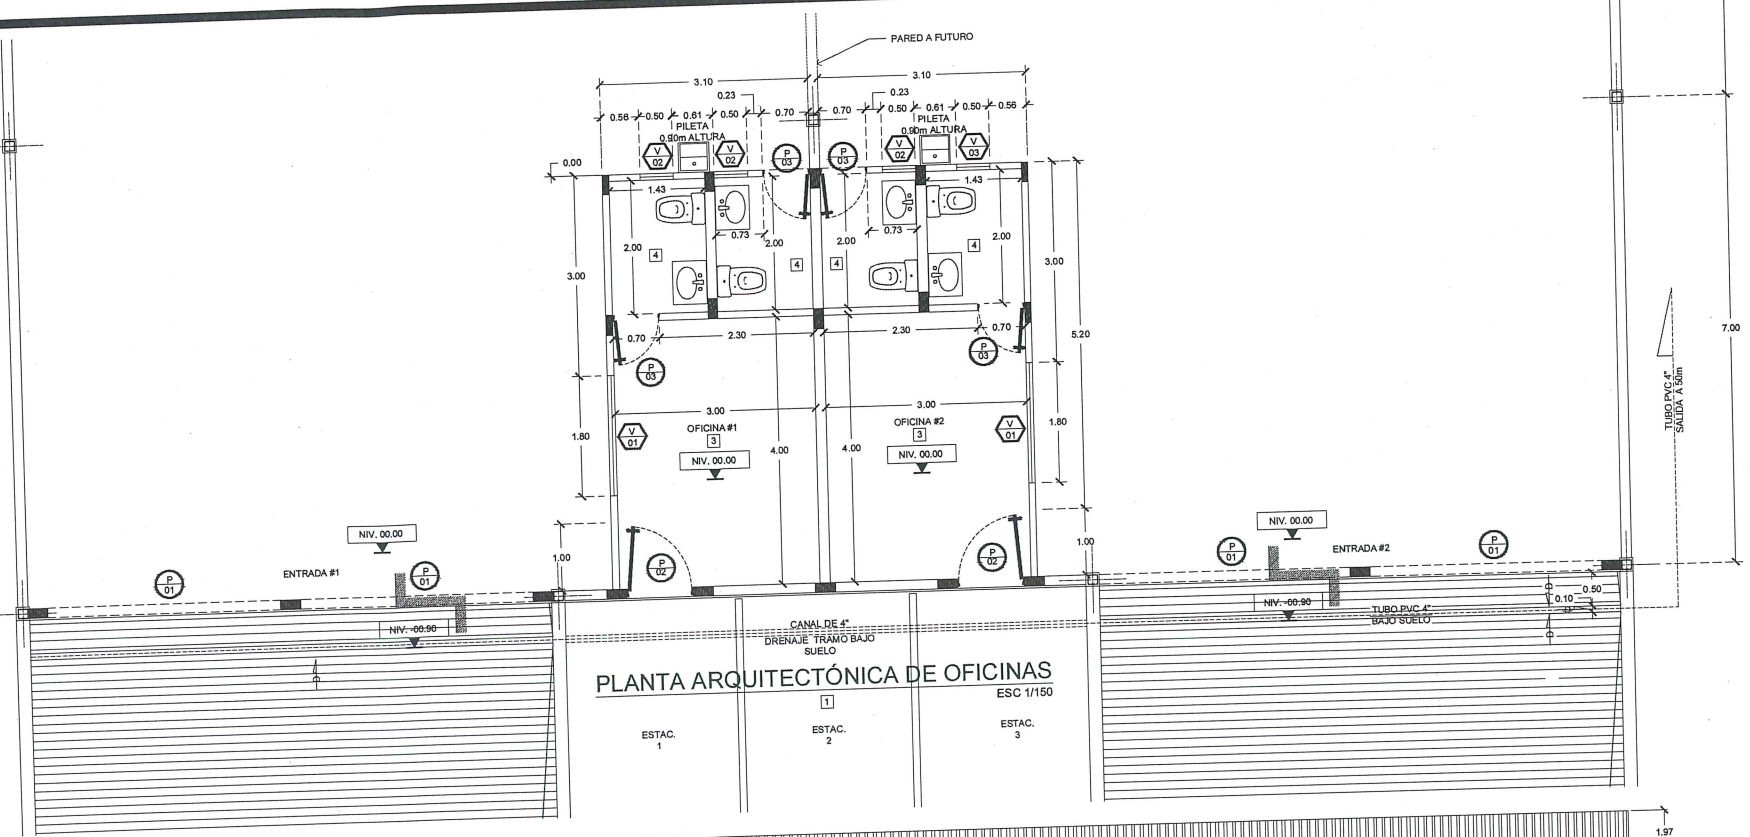 PARED A FUTURO
3.10
3.10
0.23
0.23
0.56
0.50
0.61
0.50
0.70
0.70
0.50
0.61
0.50
0.56
PILETA
0.90m ALTURA
PILETA
0.90m ALTURA
V
02
V
02
P
03
P
03
V
02
V
03
0.00
1.43
1.43
0.73
0.73
2.00
2.00
2.00
2.00
4
4
4
4
3.00
3.00
0.70
2.30
2.30
0.70
P
03
P
03
5.20
7.00
TUBO PVC 4"
SALIDA A 50m
3.00
3.00
1.80
1.80
V
01
V
01
OFICINA #1
3
NIV. 00.00
OFICINA #2
3
NIV. 00.00
4.00
4.00
NIV. 00.00
NIV. 00.00
1.00
1.00
P
02
P
02
ENTRADA #1
ENTRADA #2
P
01
P
01
P
01
P
01
NIV. -00.90
NIV. -00.90
0.50
0.10
TUBO PVC 4"
BAJO SUELO
CANAL DE 4"
DRENAJE TRAMO BAJO
SUELO
PLANTA ARQUITECTÓNICA DE OFICINAS
ESC 1/150
1
ESTAC.
1
ESTAC.
2
ESTAC.
3
1.97